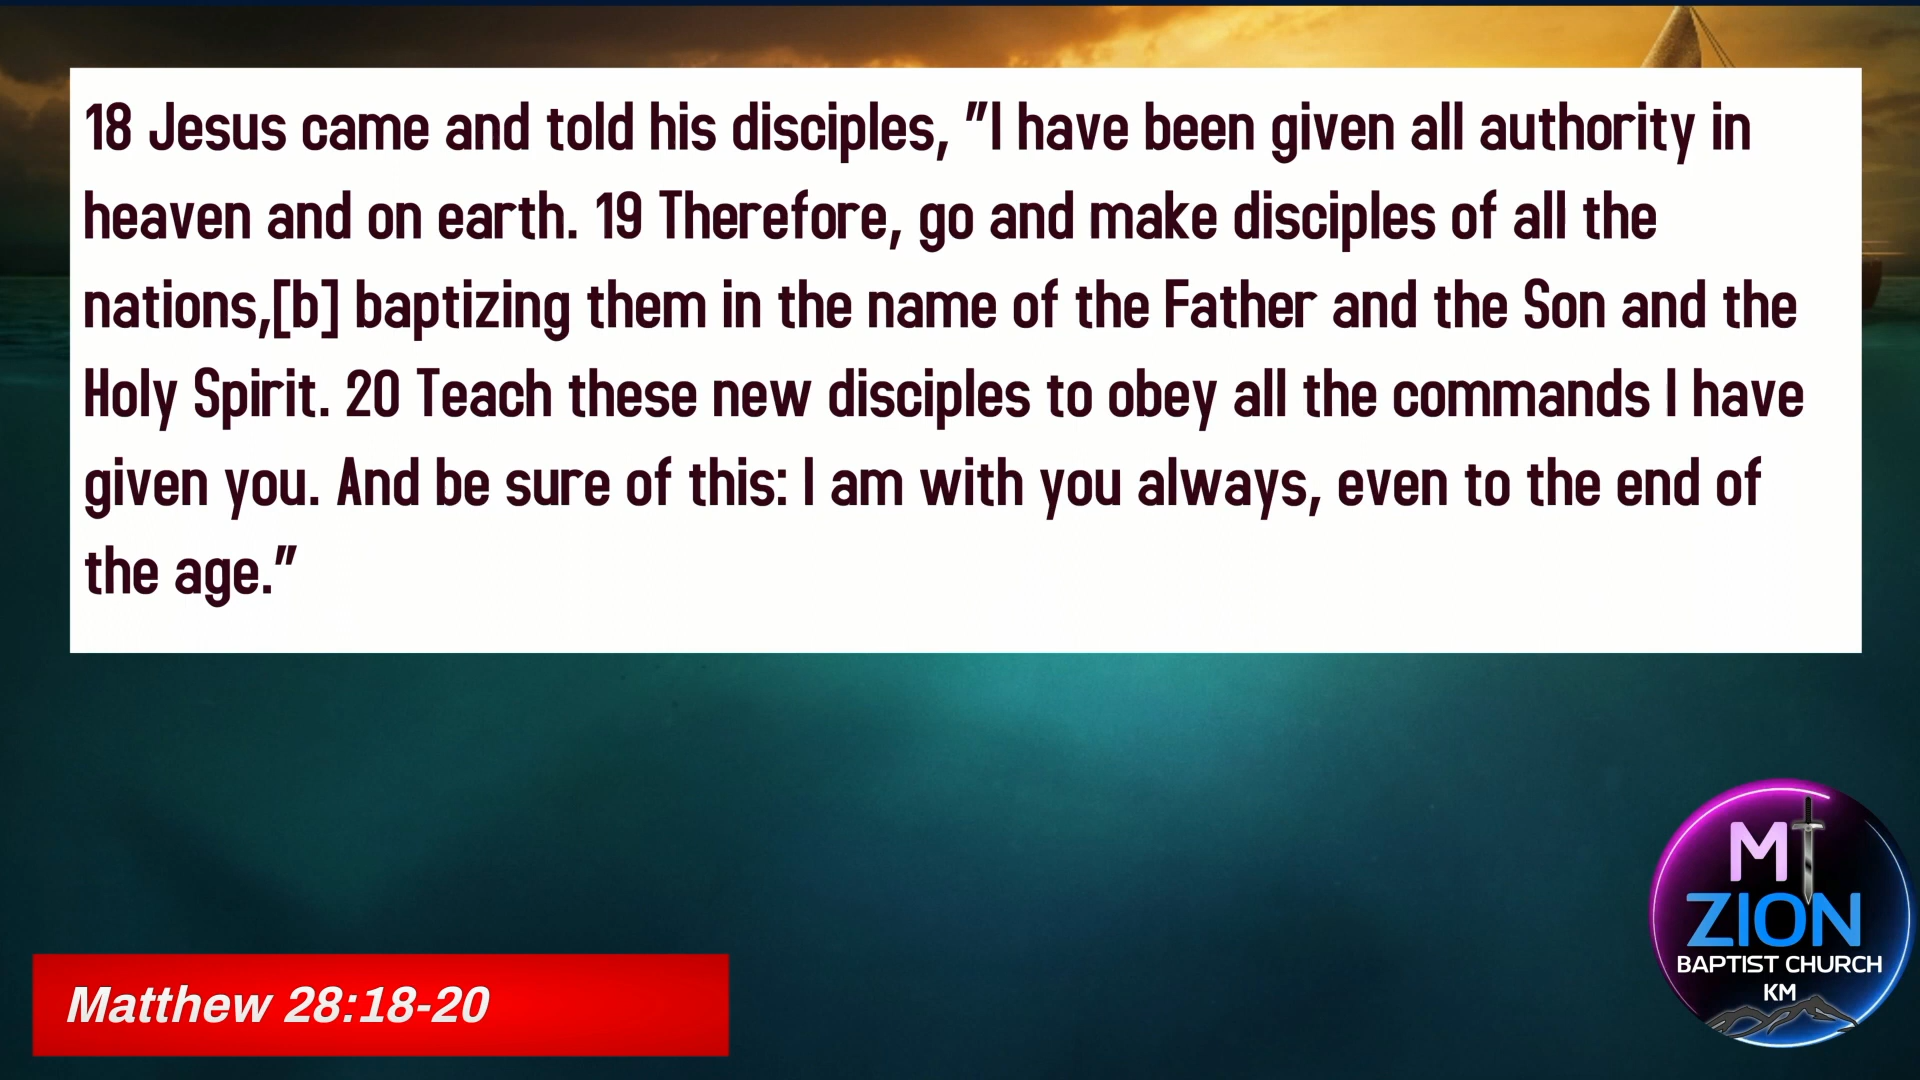 18 Jesus came and told his disciples, "I have been given all authority in
heaven and on earth. 19 Therefore, go and make disciples of all the
nations,[b] baptizing them in the name of the Father and the Son and the
Holy Spirit. 20 Teach these new disciples to obey all the commands I have
given you. And be sure of this: I am with you always, even to the end of
the age."
Matthew 28:18-20
MT
ZION
BAPTIST CHURCH
KM